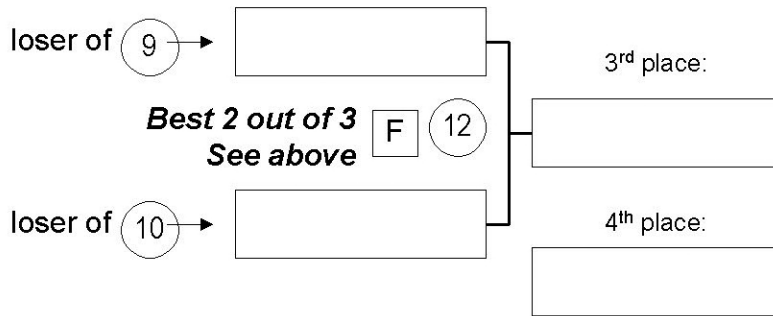 loser of 9
3rd place:
Best 2 out of 3
See above
F
12
loser of 10
4th place: